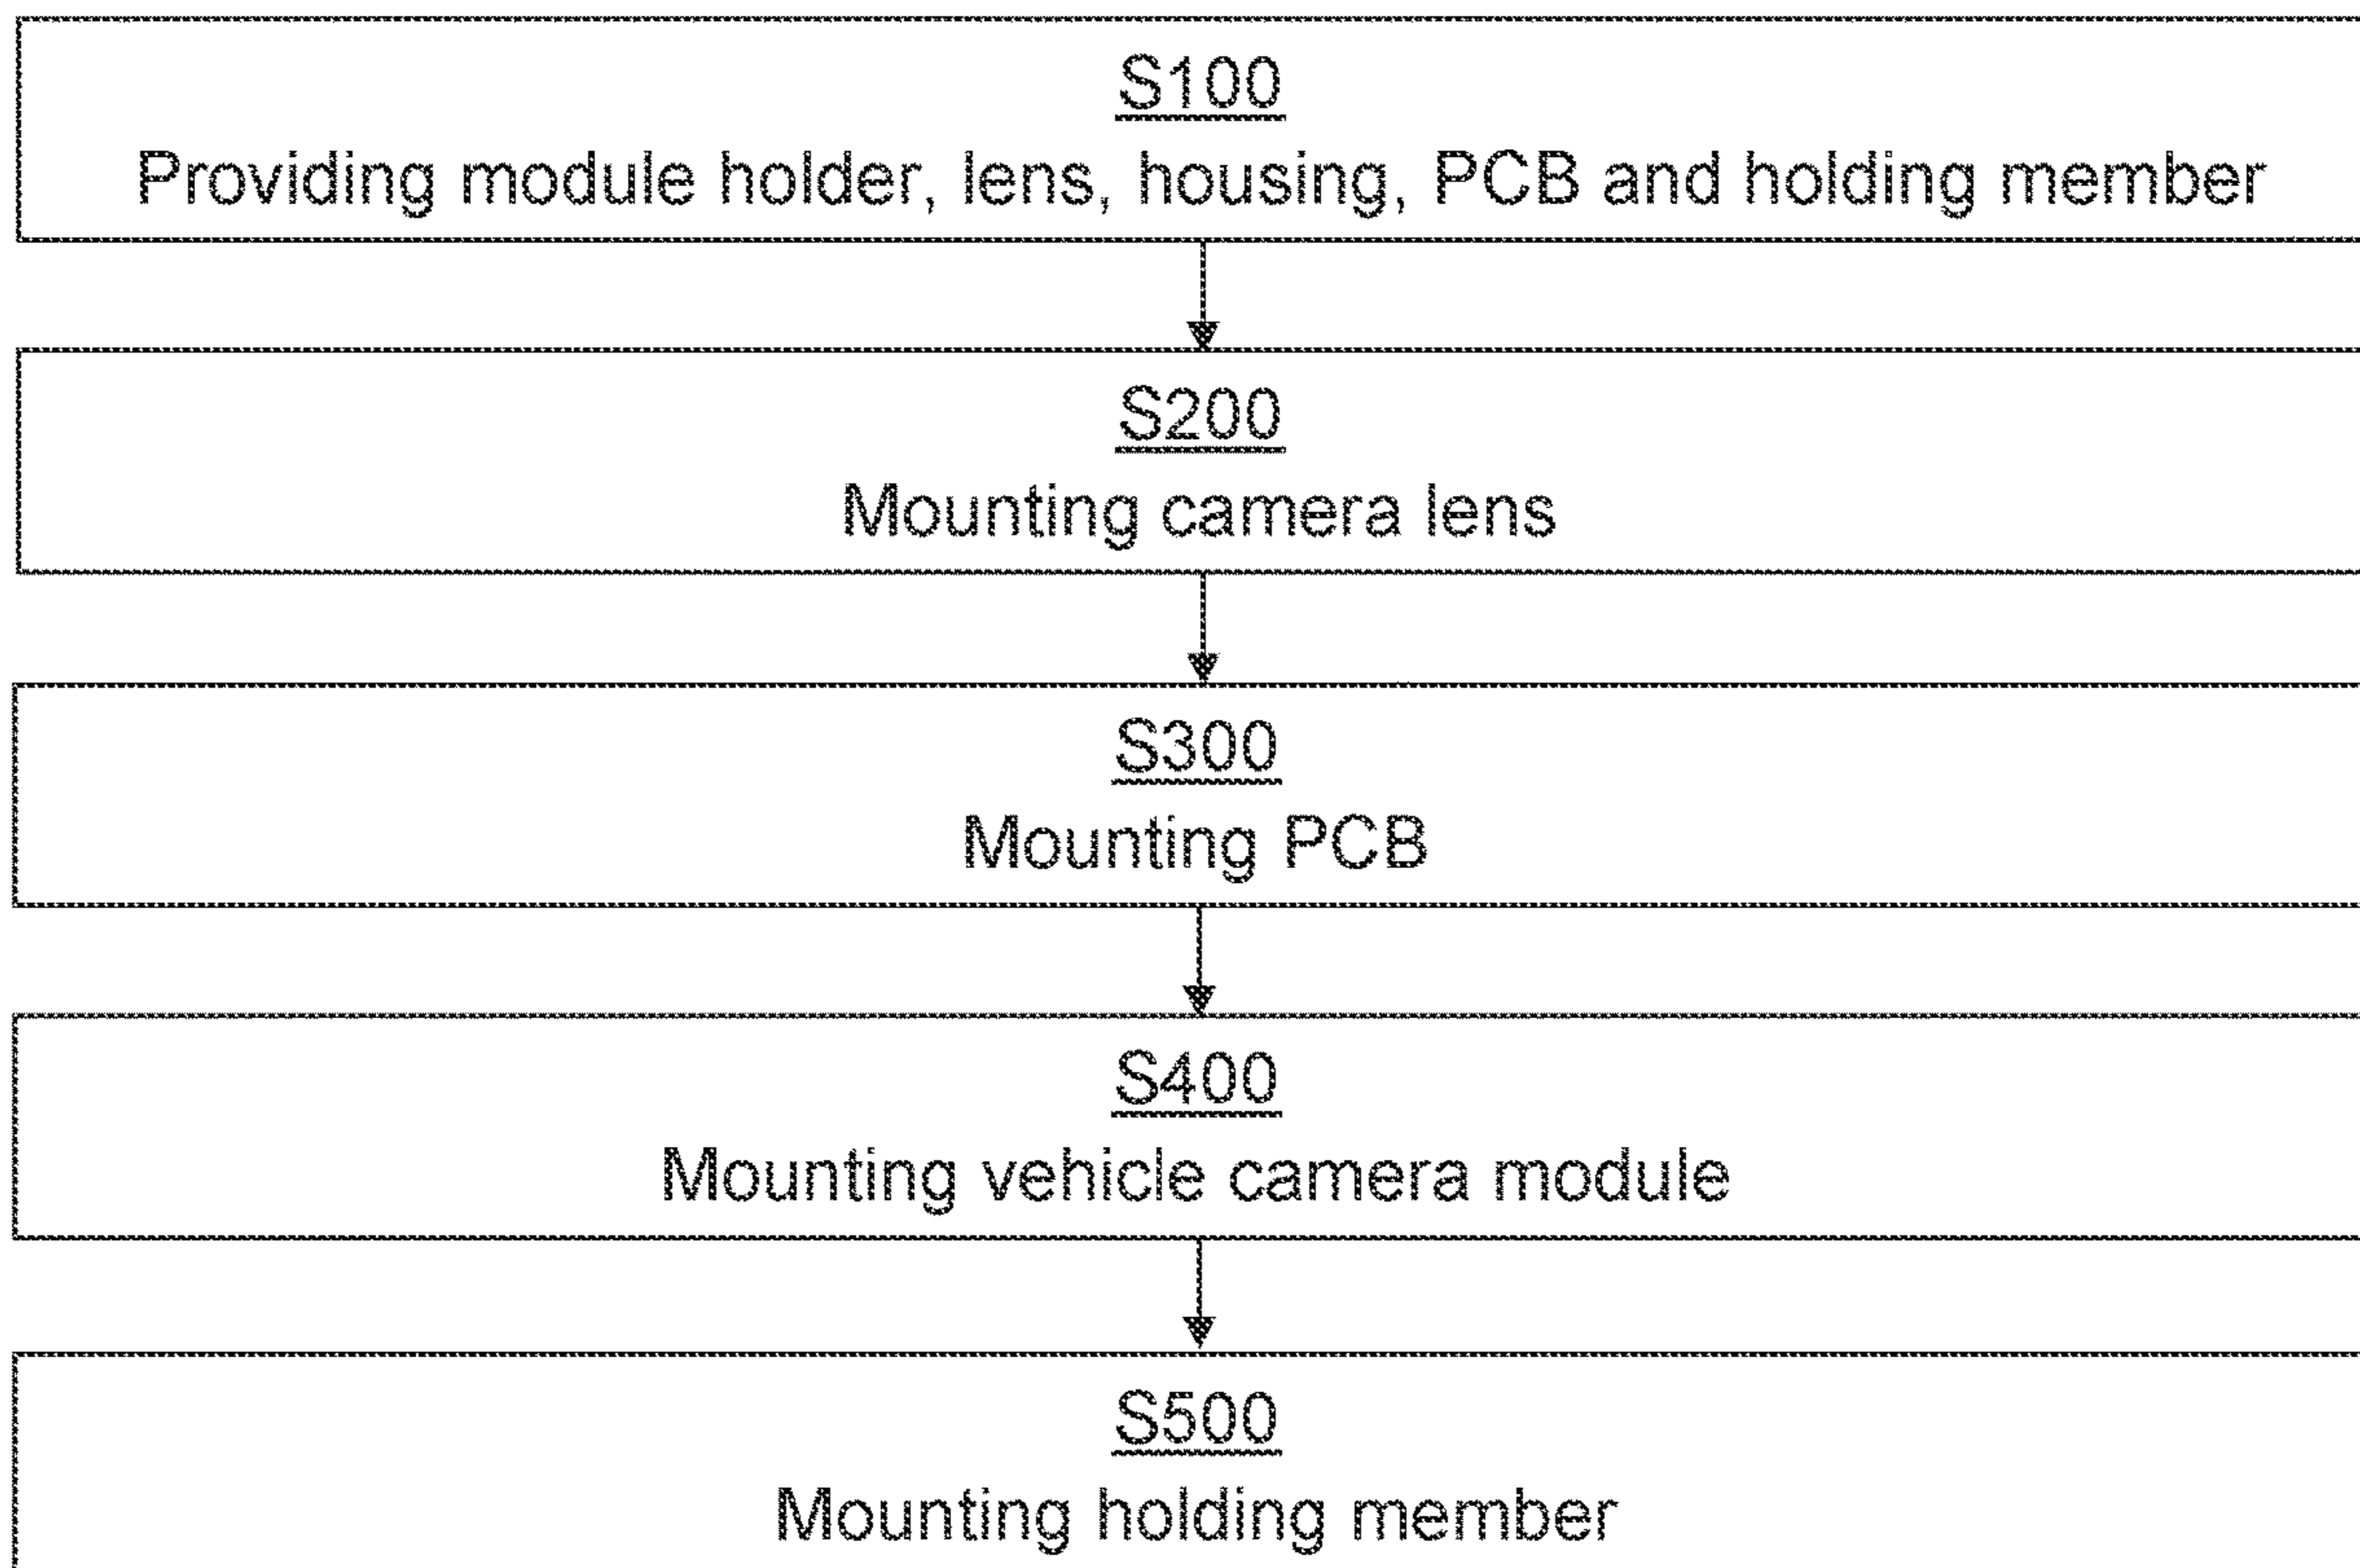 S100
Providing module holder, lens, housing, PCB and holding member
S200
Mounting camera lens
S300
Mounting PCB
S400
Mounting vehicle camera module
S500
Mounting holding member